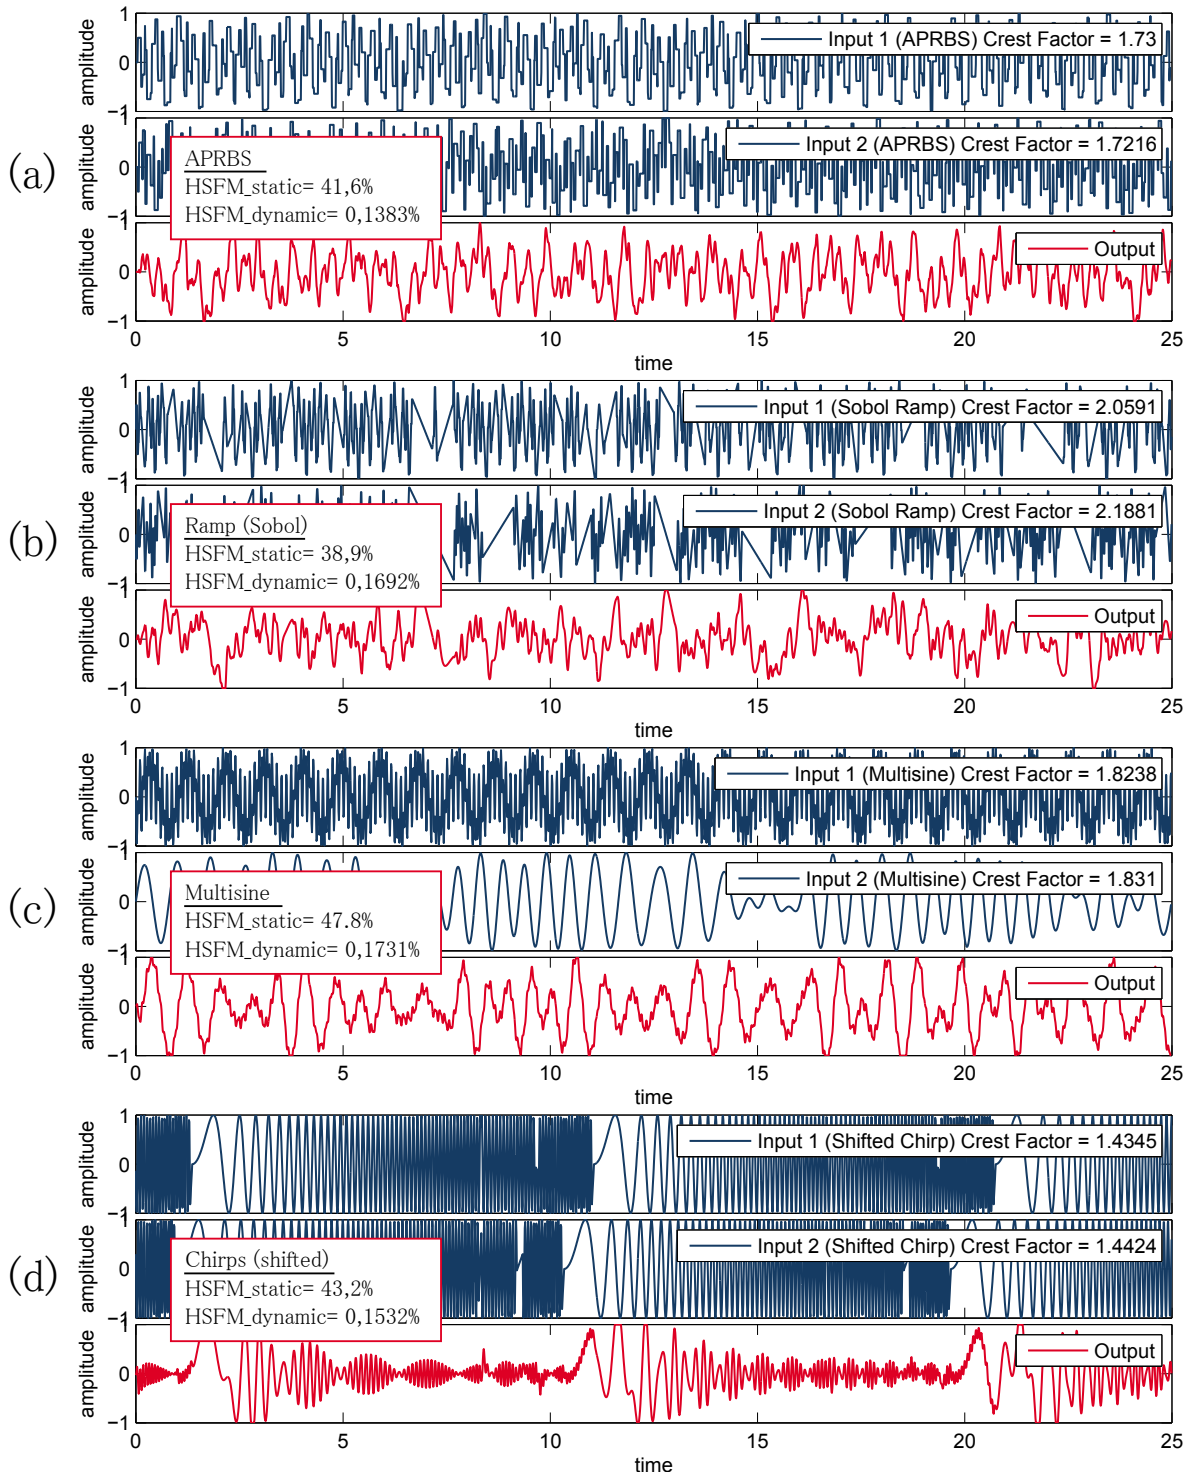 (a)
amplitude
1
0
−1
Input 1 (APRBS) Crest Factor = 1.73
amplitude
1
0
−1
Input 2 (APRBS) Crest Factor = 1.7216
APRBS
HSFM_static= 41,6%
HSFM_dynamic= 0,1383%
amplitude
1
0
−1
Output
0 5 10 15 20 25
time
(b)
amplitude
1
0
−1
Input 1 (Sobol Ramp) Crest Factor = 2.0591
amplitude
1
0
−1
Input 2 (Sobol Ramp) Crest Factor = 2.1881
Ramp (Sobol)
HSFM_static= 38,9%
HSFM_dynamic= 0,1692%
amplitude
1
0
−1
Output
0 5 10 15 20 25
time
(c)
amplitude
1
0
−1
Input 1 (Multisine) Crest Factor = 1.8238
amplitude
1
0
−1
Input 2 (Multisine) Crest Factor = 1.831
Multisine
HSFM_static= 47.8%
HSFM_dynamic= 0,1731%
amplitude
1
0
−1
Output
0 5 10 15 20 25
time
(d)
amplitude
1
0
−1
Input 1 (Shifted Chirp) Crest Factor = 1.4345
amplitude
1
0
−1
Input 2 (Shifted Chirp) Crest Factor = 1.4424
Chirps (shifted)
HSFM_static= 43,2%
HSFM_dynamic= 0,1532%
amplitude
1
0
−1
Output
0 5 10 15 20 25
time